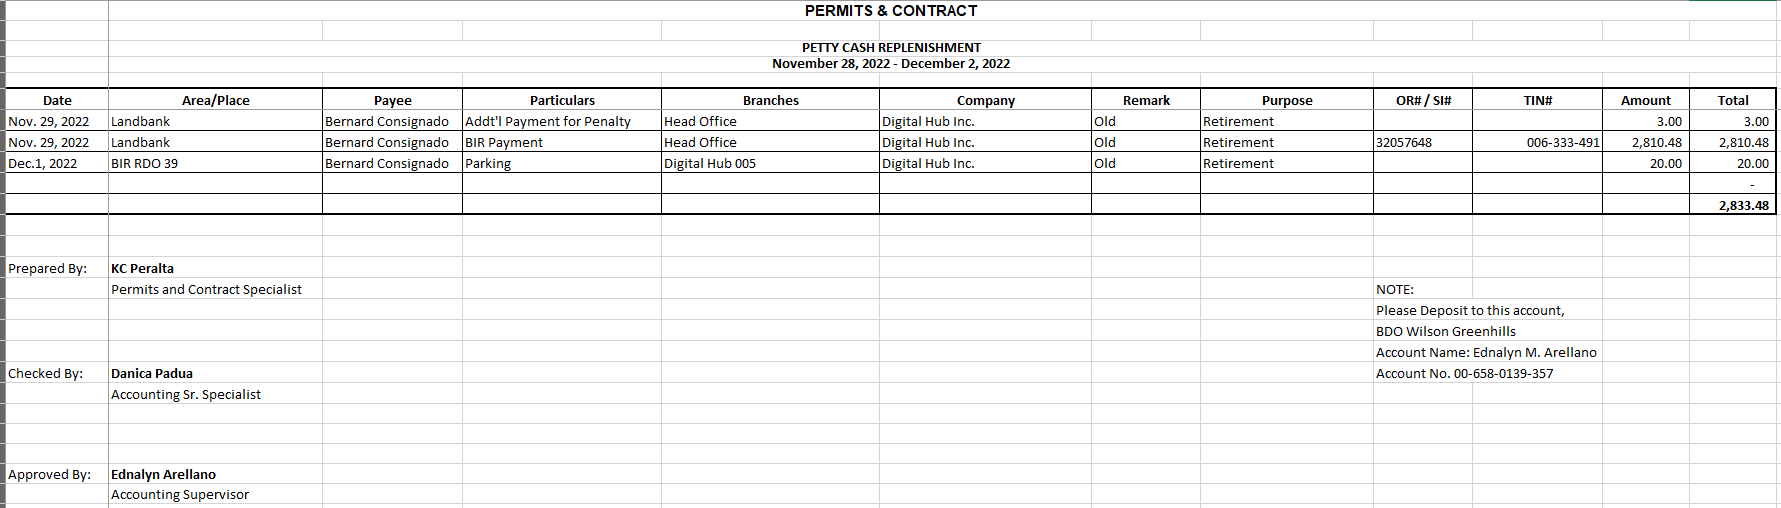 PERMITS & CONTRACT
PETTY CASH REPLENISHMENT
November 28, 2022 - December 2, 2022
Date Area/Place Payee Particulars Branches Company Remark Purpose OR# / SI# TIN# Amount Total
Nov. 29, 2022 Landbank Bernard Consignado Addt'l Payment for Penalty Head Office Digital Hub Inc. Old Retirement 3.00 3.00
Nov. 29, 2022 Landbank Bernard Consignado BIR Payment Head Office Digital Hub Inc. Old Retirement 32057648 006-333-491 2,810.48 2,810.48
Dec.1, 2022 BIR RDO 39 Bernard Consignado Parking Digital Hub 005 Digital Hub Inc. Old Retirement 20.00 20.00
-
2,833.48
Prepared By: KC Peralta
Permits and Contract Specialist
NOTE:
Please Deposit to this account,
BDO Wilson Greenhills
Account Name: Ednalyn M. Arellano
Account No. 00-658-0139-357
Checked By: Danica Padua
Accounting Sr. Specialist
Approved By: Ednalyn Arellano
Accounting Supervisor